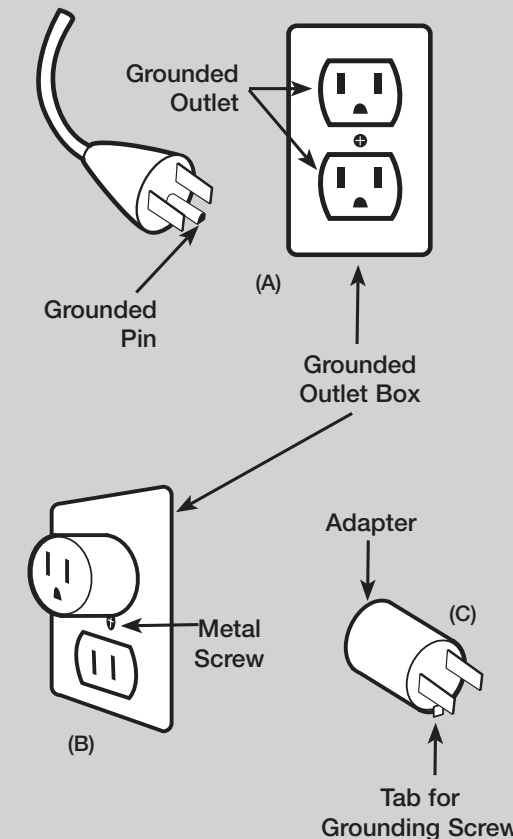 Grounded
Outlet
Grounded
Pin
(A)
Grounded
Outlet Box
Adapter
(C)
Metal
Screw
(B)
Tab for
Grounding Screw